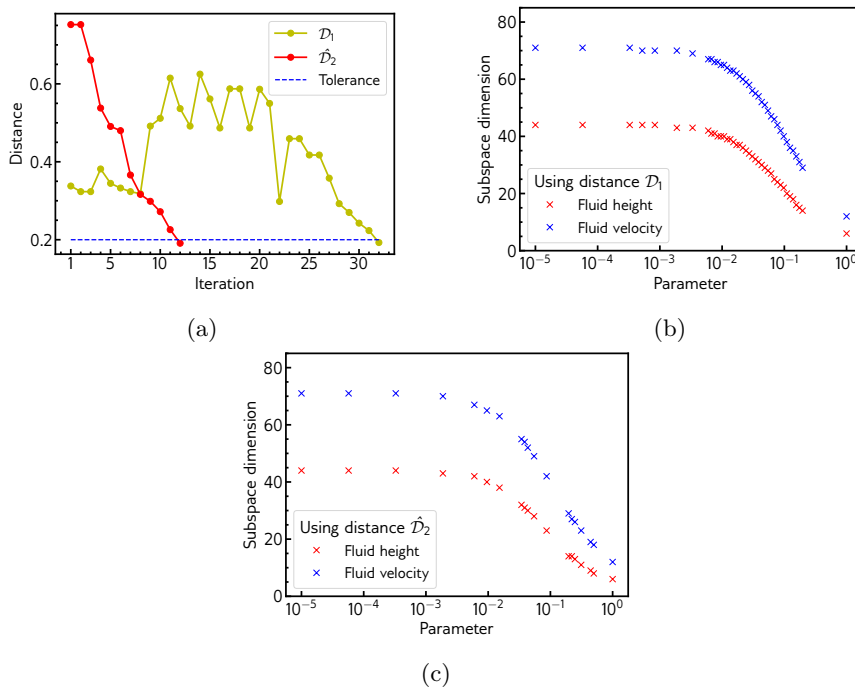 0.6
0.4
0.2
Distance
1 5 10 15 20 25 30
Iteration
𝒟₁
𝒟̂₂
Tolerance
(a)
80
60
40
20
0
Subspace dimension
Using distance 𝒟₁
Fluid height
Fluid velocity
10⁻⁵ 10⁻⁴ 10⁻³ 10⁻² 10⁻¹ 10⁰
Parameter
(b)
80
60
40
20
0
Subspace dimension
Using distance 𝒟̂₂
Fluid height
Fluid velocity
10⁻⁵ 10⁻⁴ 10⁻³ 10⁻² 10⁻¹ 10⁰
Parameter
(c)